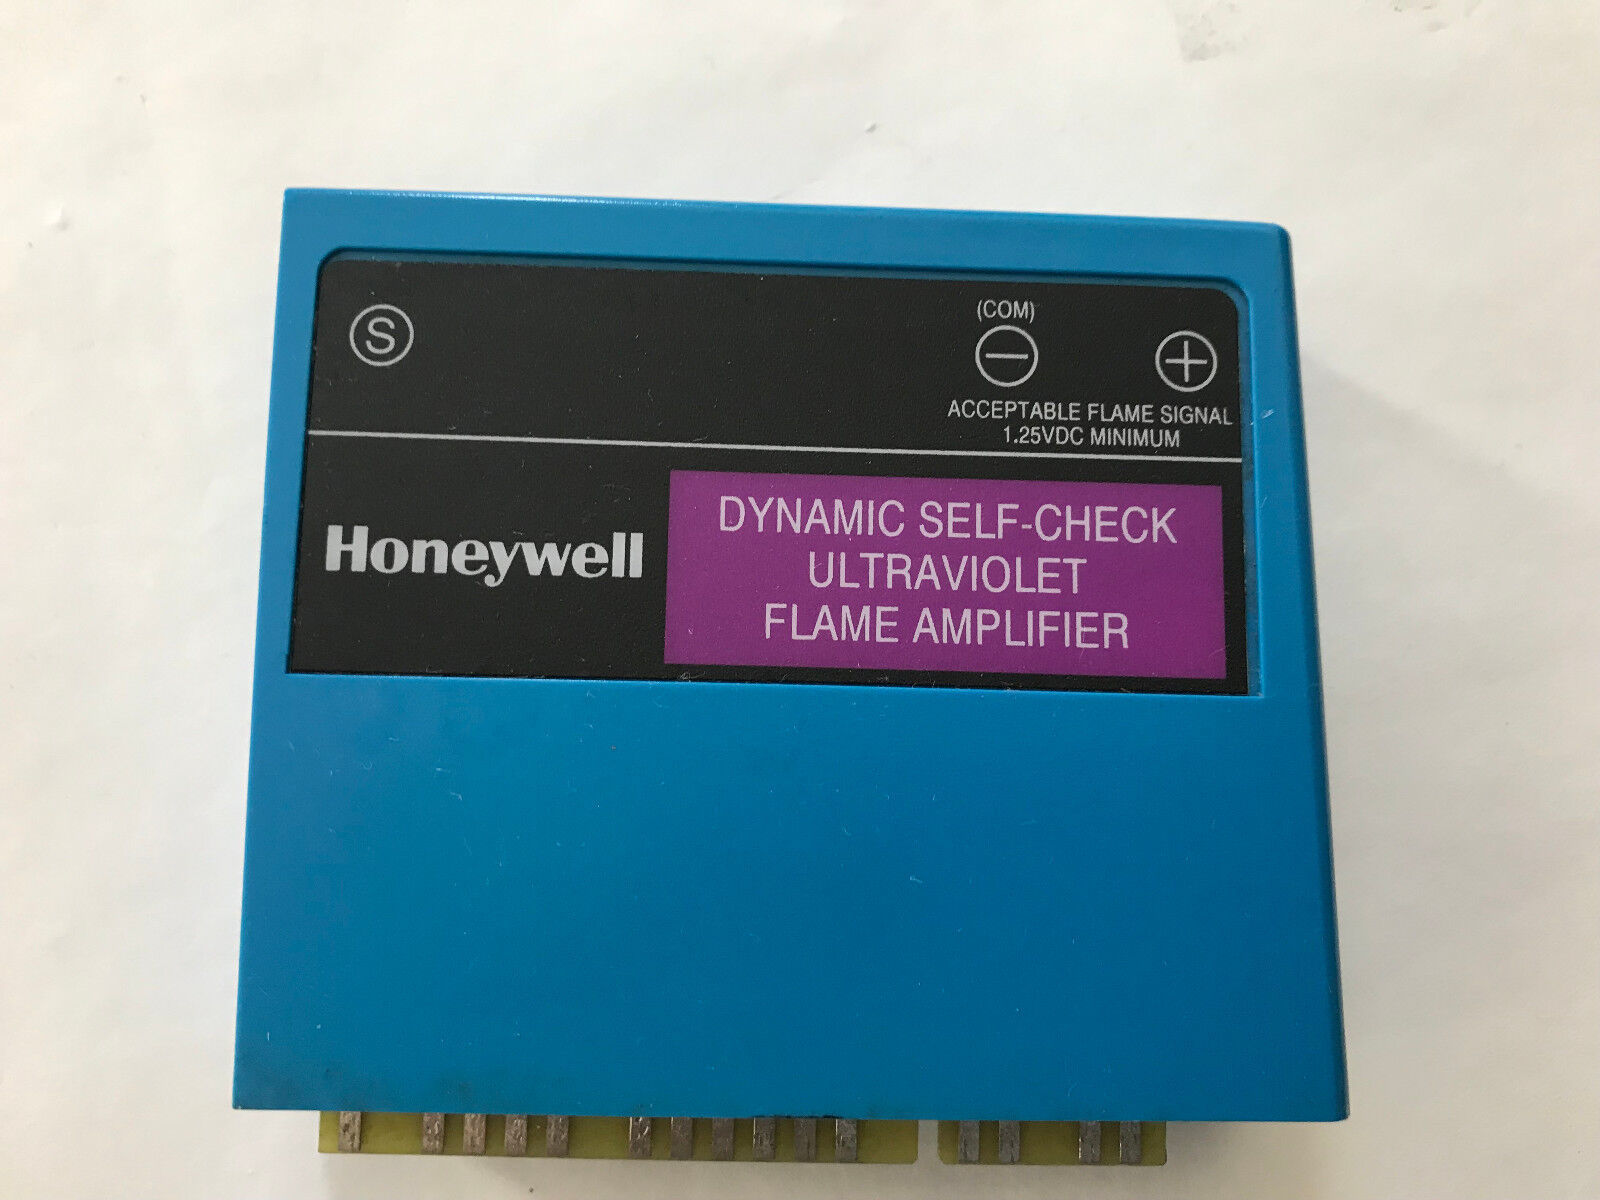 S
(COM)
− +
ACCEPTABLE FLAME SIGNAL
1.25VDC MINIMUM
Honeywell
DYNAMIC SELF-CHECK
ULTRAVIOLET
FLAME AMPLIFIER